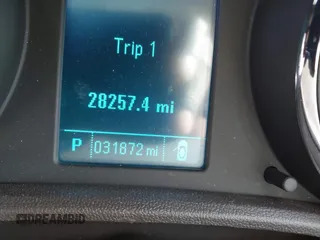 Trip 1
28257.4 mi
P 031872 mi
DREAMBID